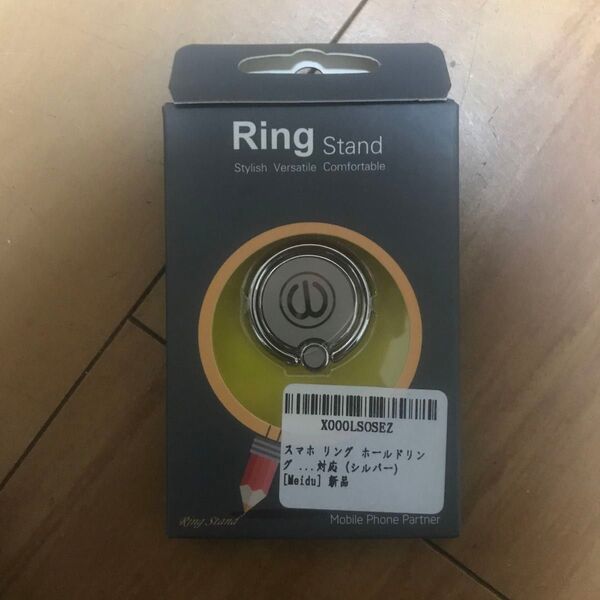 Ring Stand
Stylish Versatile Comfortable
X000LS0SEZ
スマホ リング ホールドリン
グ ...対応 (シルバー)
[Meidu] 新品
Ring Stand
Mobile Phone Partner